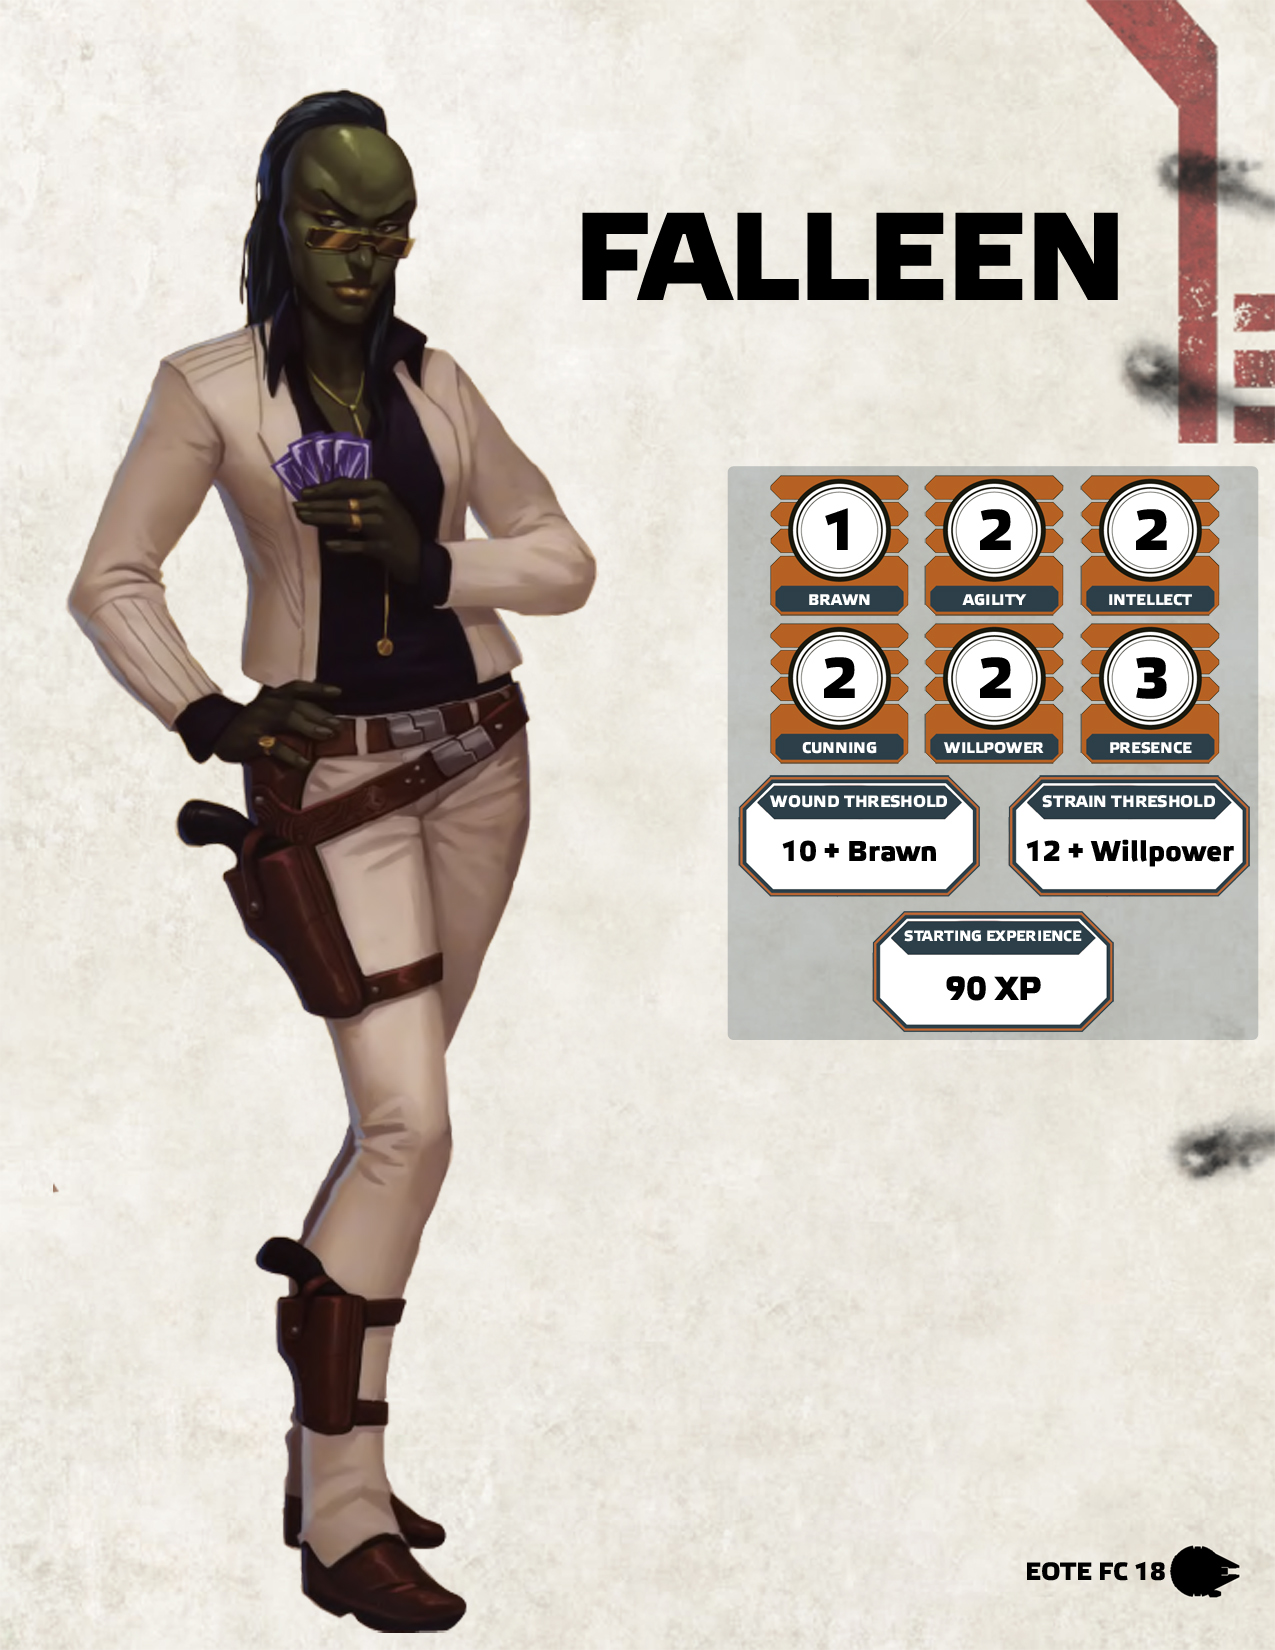 FALLEEN
1 2 2
BRAWN AGILITY INTELLECT
2 2 3
CUNNING WILLPOWER PRESENCE
WOUND THRESHOLD STRAIN THRESHOLD
10 + Brawn 12 + Willpower
STARTING EXPERIENCE
90 XP
EOTE FC 18